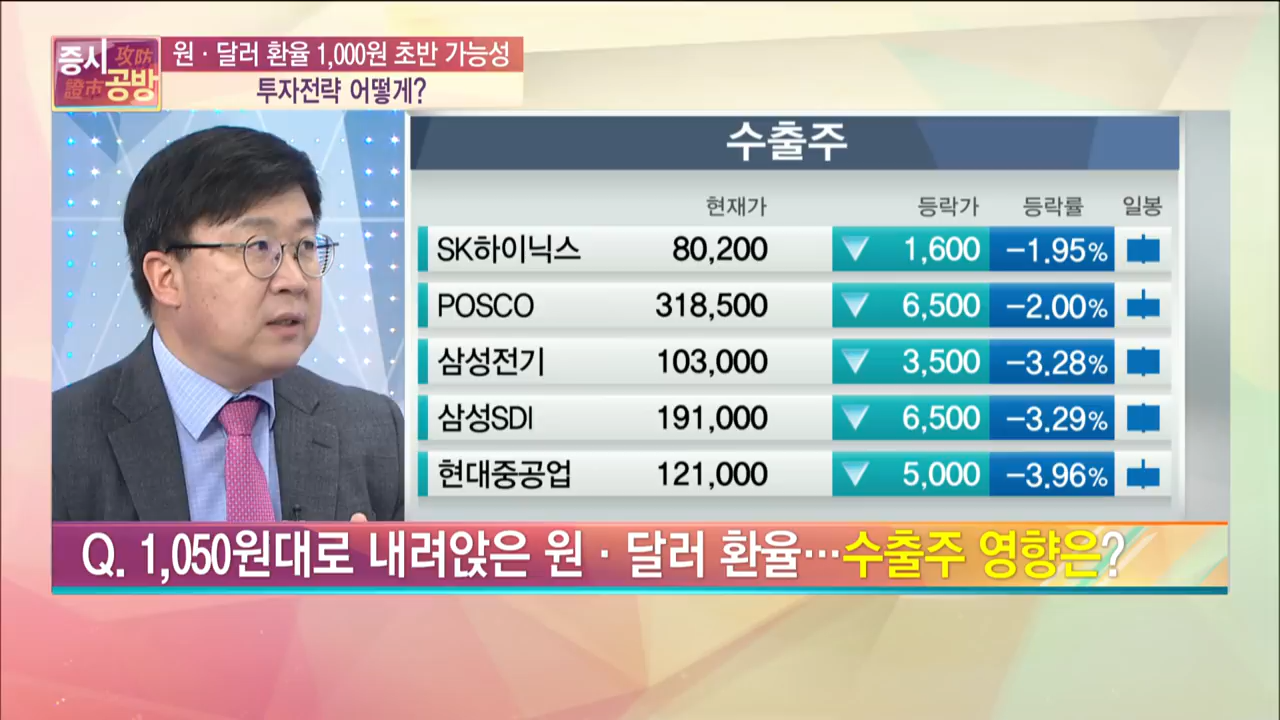 증시 攻防
證市 공방
원·달러 환율 1,000원 초반 가능성
투자전략 어떻게?
수출주
현재가 등락가 등락률 일봉
SK하이닉스 80,200 ▼ 1,600 -1.95%
POSCO 318,500 ▼ 6,500 -2.00%
삼성전기 103,000 ▼ 3,500 -3.28%
삼성SDI 191,000 ▼ 6,500 -3.29%
현대중공업 121,000 ▼ 5,000 -3.96%
Q. 1,050원대로 내려앉은 원·달러 환율…수출주 영향은?